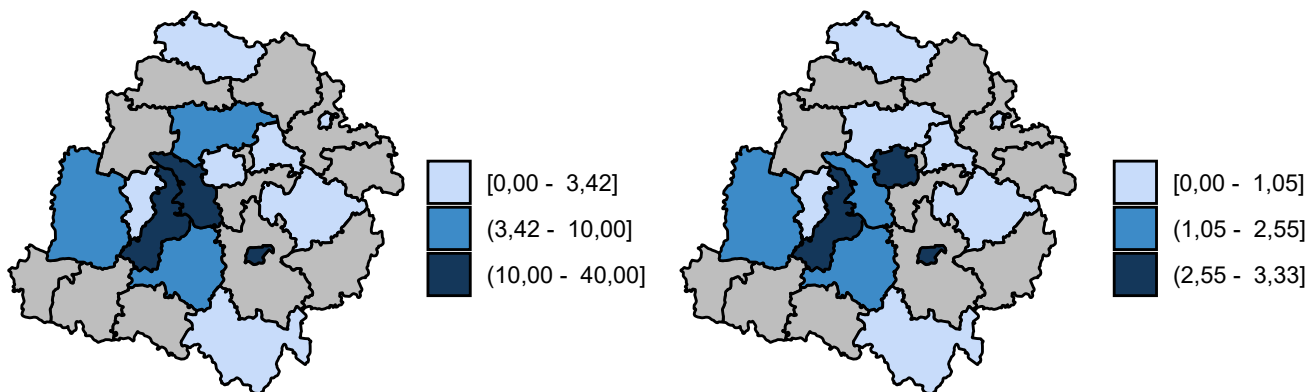 [0,00 - 3,42]
(3,42 - 10,00]
(10,00 - 40,00]
[0,00 - 1,05]
(1,05 - 2,55]
(2,55 - 3,33]